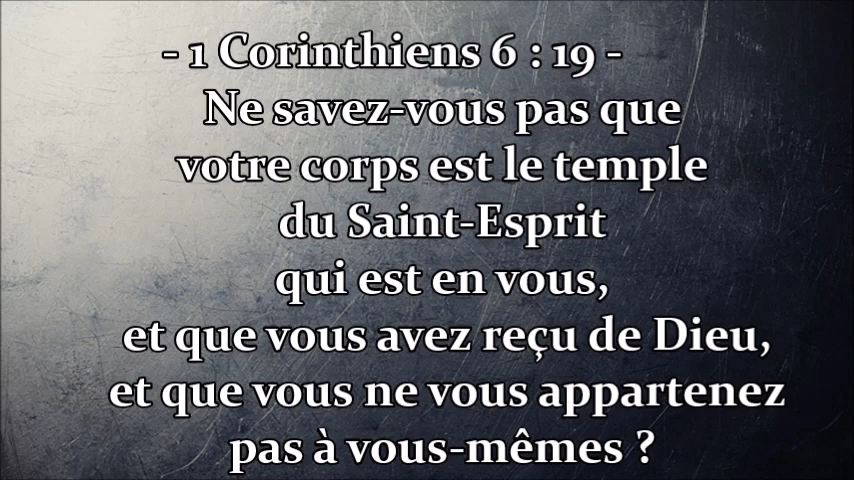 - 1 Corinthiens 6 : 19 -
Ne savez-vous pas que
votre corps est le temple
du Saint-Esprit
qui est en vous,
et que vous avez reçu de Dieu,
et que vous ne vous appartenez
pas à vous-mêmes ?